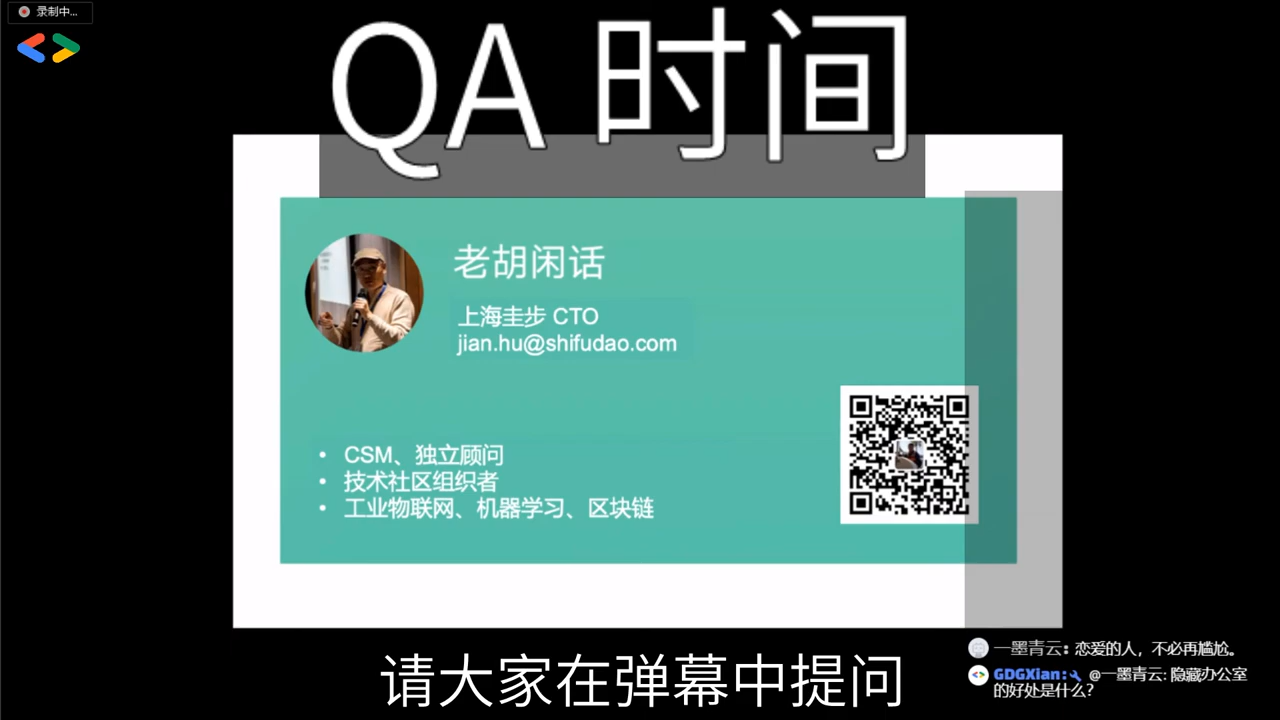 录制中...
QA 时间
老胡闲话
上海圭步 CTO
jian.hu@shifudao.com
• CSM、独立顾问
• 技术社区组织者
• 工业物联网、机器学习、区块链
一墨青云: 恋爱的人，不必再尴尬。
GDGXian: @一墨青云: 隐藏办公室
的好处是什么?
请大家在弹幕中提问